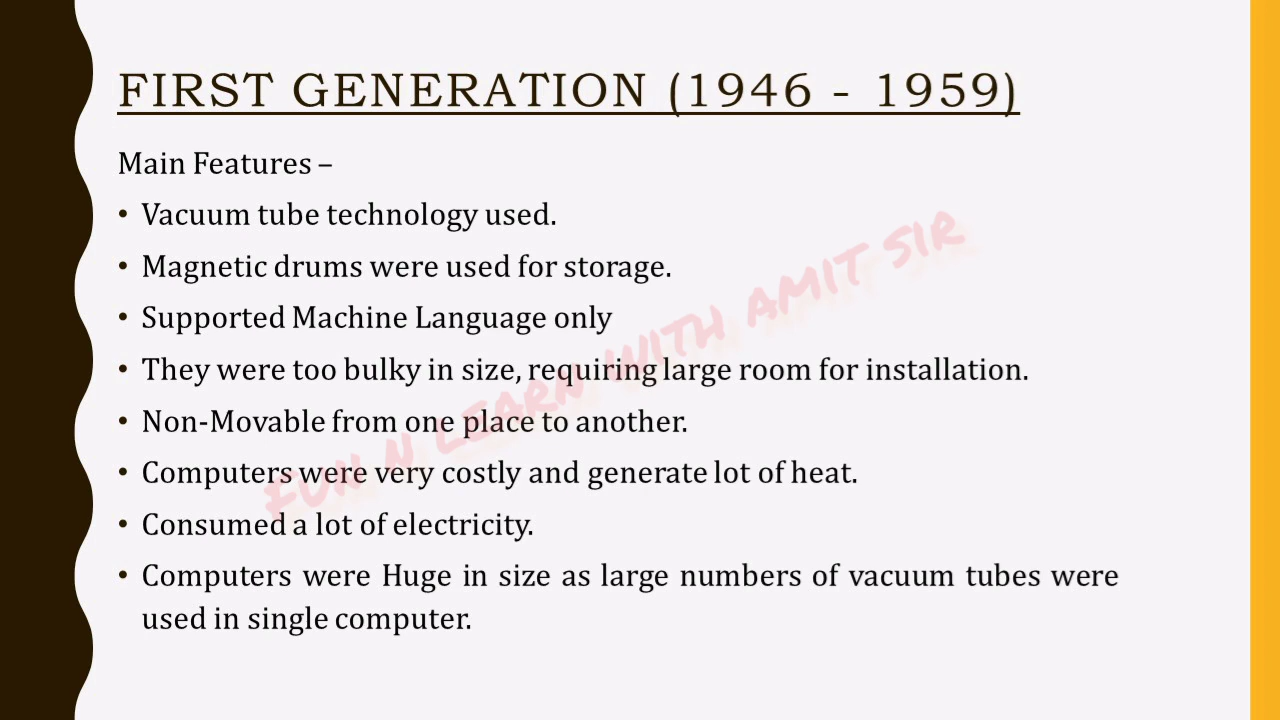 FIRST GENERATION (1946 - 1959)
Main Features –
• Vacuum tube technology used.
• Magnetic drums were used for storage.
• Supported Machine Language only
• They were too bulky in size, requiring large room for installation.
• Non-Movable from one place to another.
• Computers were very costly and generate lot of heat.
• Consumed a lot of electricity.
• Computers were Huge in size as large numbers of vacuum tubes were
used in single computer.
FUN N LEARN WITH AMIT SIR